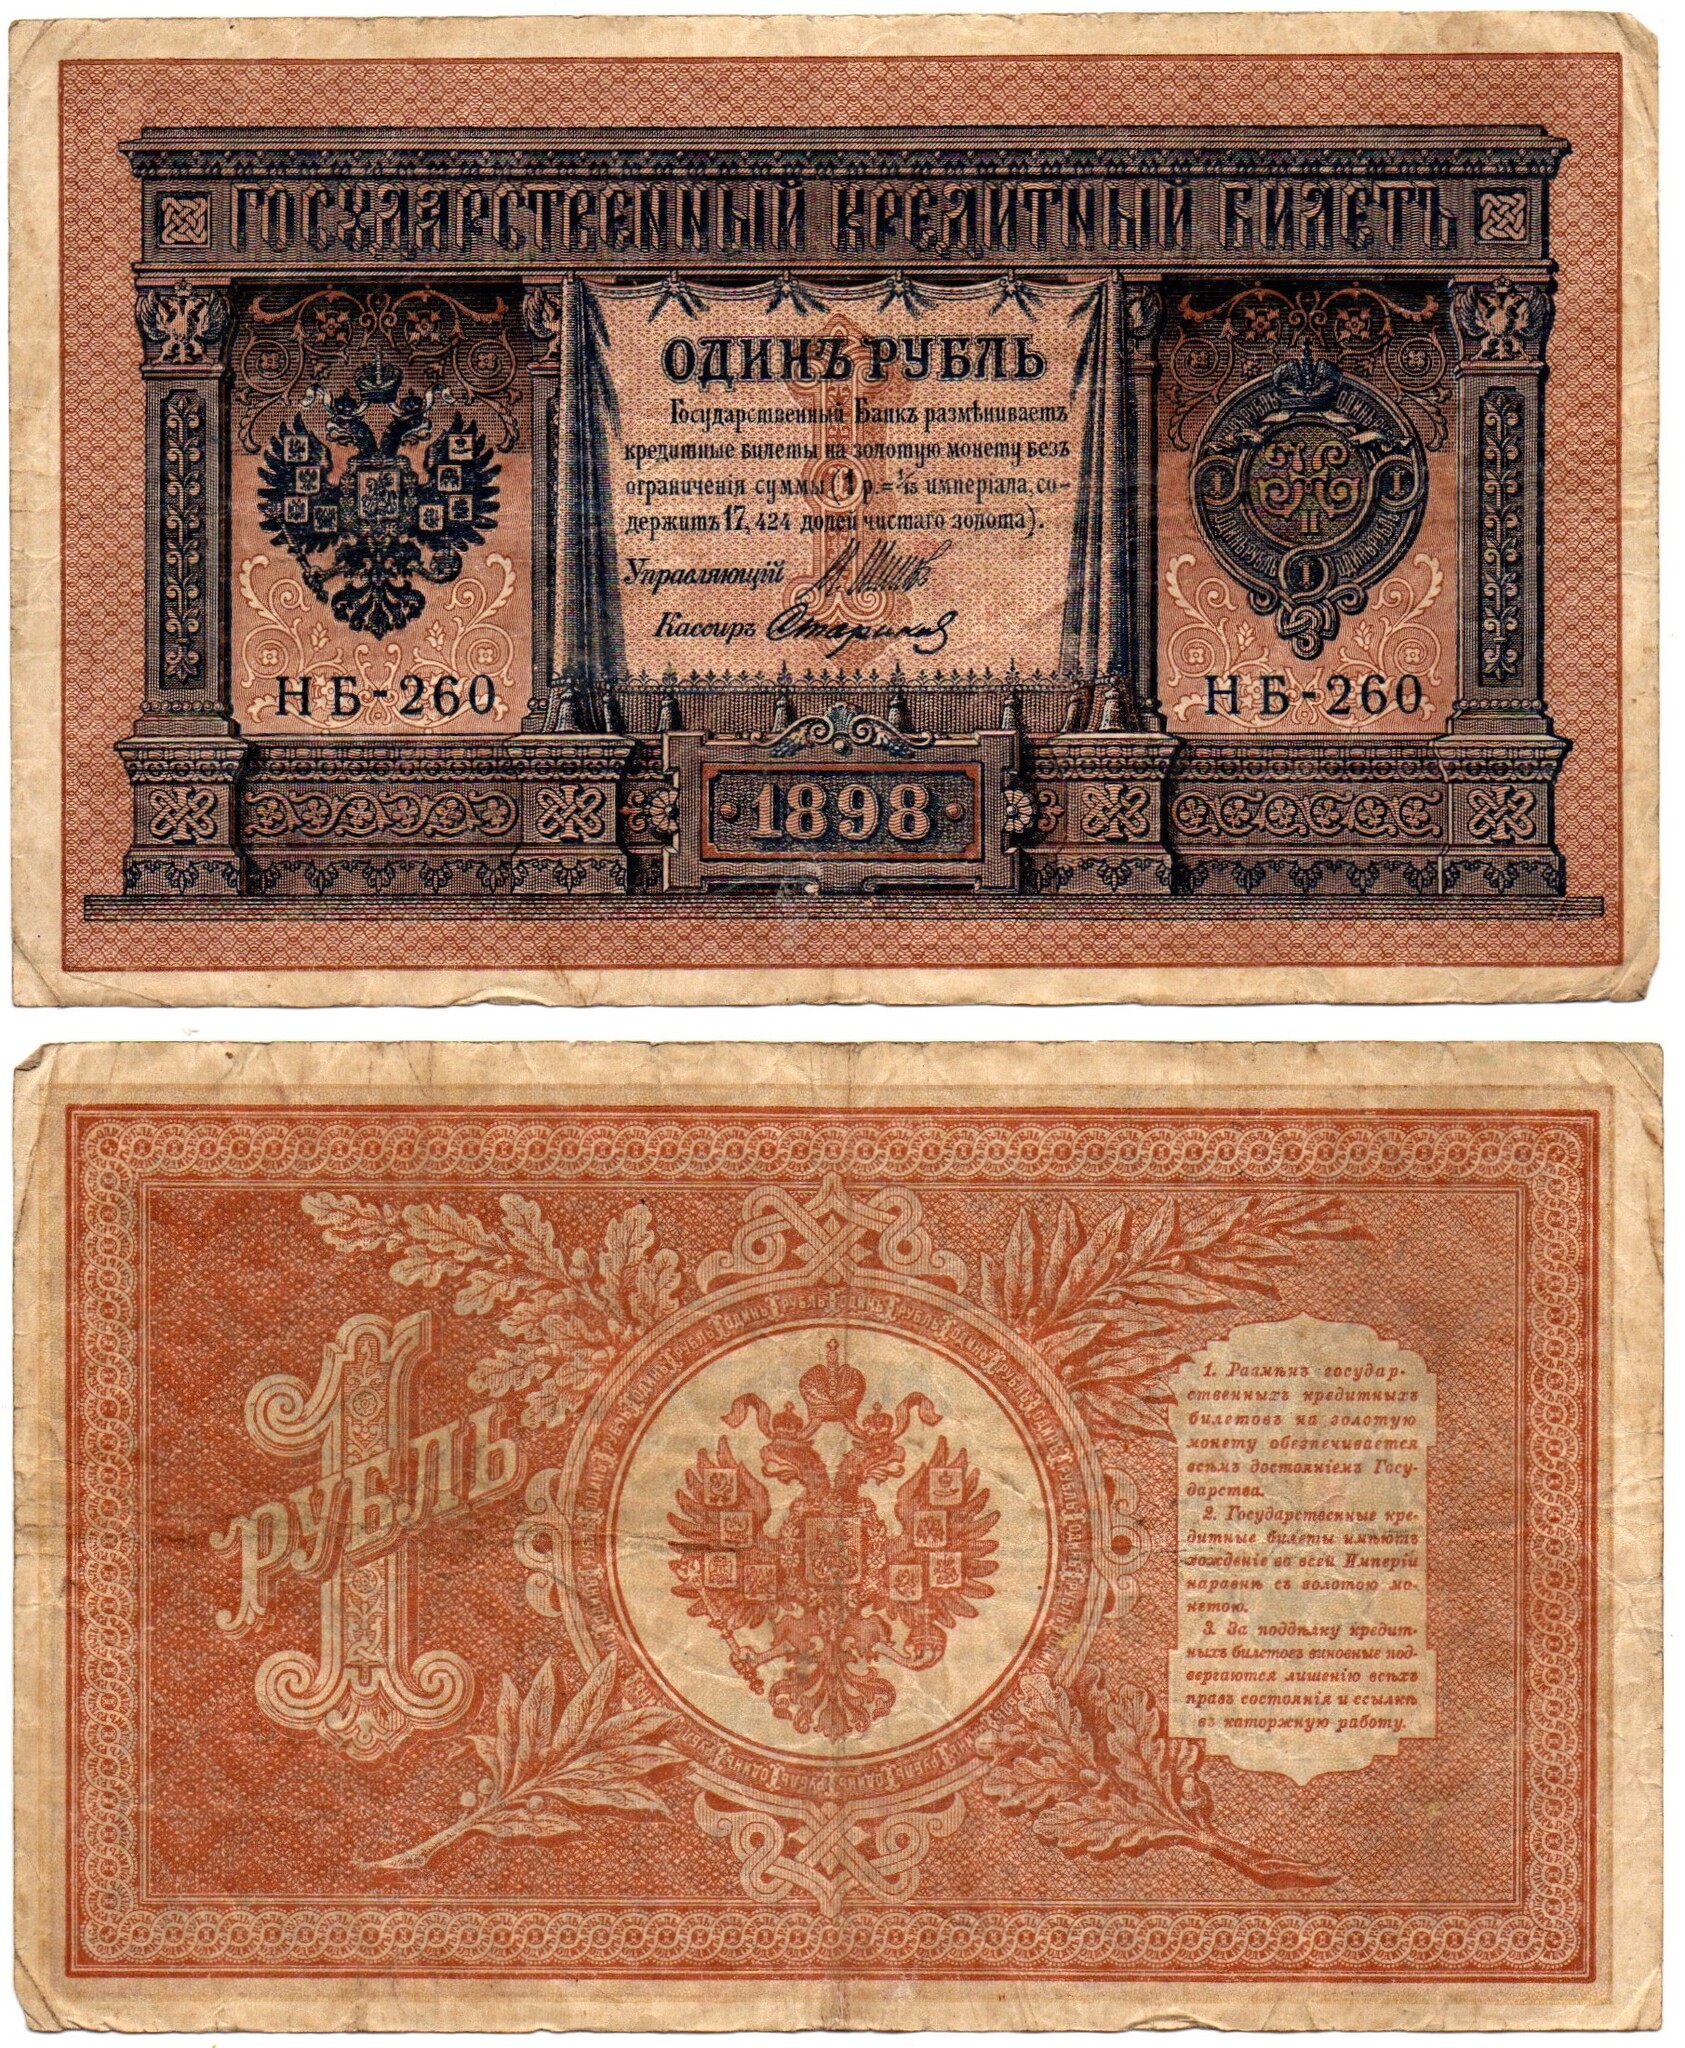 ГОСУДАРСТВЕННЫЙ КРЕДИТНЫЙ БИЛЕТЪ
ОДИНЪ РУБЛЬ
Государственный Банкъ размѣниваетъ
кредитные билеты на золотую монету безъ
ограниченія суммы (1 р. = 1/15 имперіала, со-
держитъ 17,424 долей чистаго золота).
Управляющій
Кассиръ
НБ-260
НБ-260
1
1
1
1898
1
РУБЛЬ
1. Размѣнъ государ-
ственныхъ кредитныхъ
билетовъ на золотую
монету обезпечивается
всѣмъ достояніемъ Госу-
дарства.
2. Государственные кре-
дитные билеты имѣютъ
хожденіе во всей Имперіи
наравнѣ съ золотою мо-
нетою.
3. За поддѣлку кредит-
ныхъ билетовъ виновные под-
вергаются лишенію всѣхъ
правъ состоянія и ссылкѣ
въ каторжную работу.